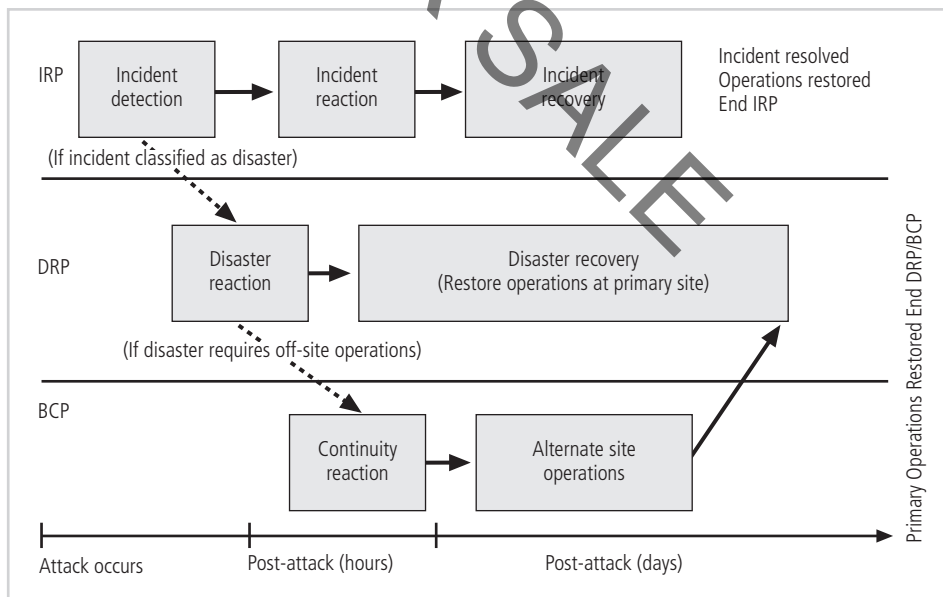 IRP
Incident
detection
Incident
reaction
Incident
recovery
Incident resolved
Operations restored
End IRP
(If incident classified as disaster)
DRP
Disaster
reaction
Disaster recovery
(Restore operations at primary site)
(If disaster requires off-site operations)
BCP
Continuity
reaction
Alternate site
operations
Primary Operations Restored End DRP/BCP
Attack occurs
Post-attack (hours)
Post-attack (days)
SALE